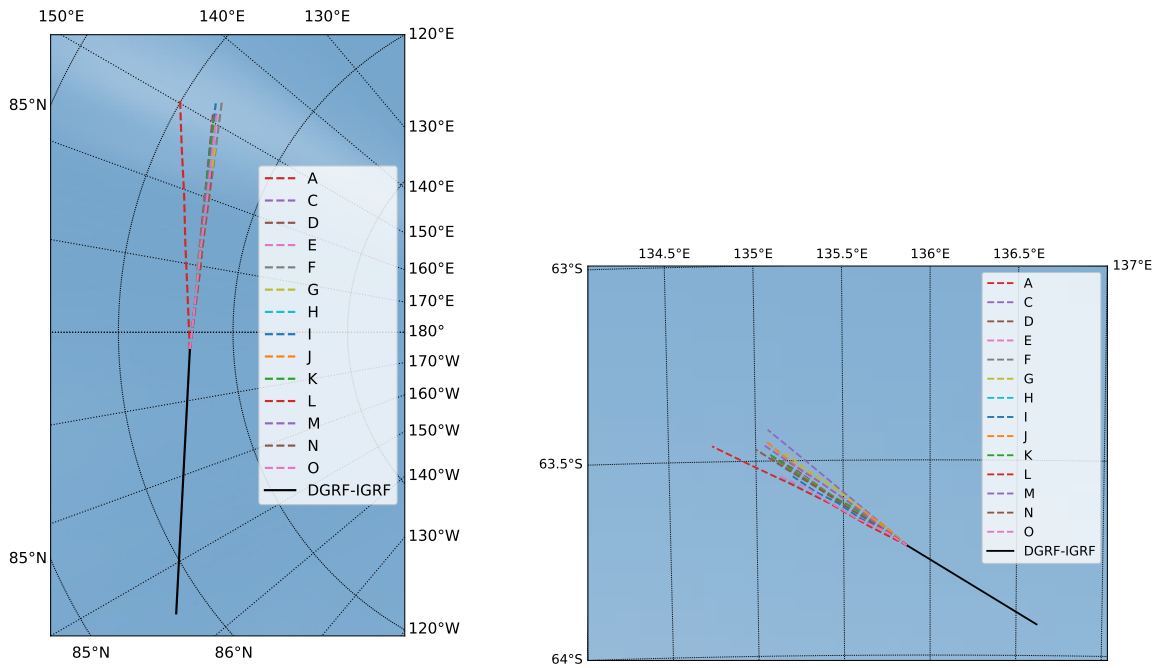 150°E 140°E 130°E 120°E
85°N
130°E
140°E
150°E
160°E
170°E
180°
170°W
160°W
150°W
140°W
130°W
120°W
85°N
85°N 86°N
A
C
D
E
F
G
H
I
J
K
L
M
N
O
DGRF-IGRF
134.5°E 135°E 135.5°E 136°E 136.5°E 137°E
63°S
63.5°S
64°S
A
C
D
E
F
G
H
I
J
K
L
M
N
O
DGRF-IGRF